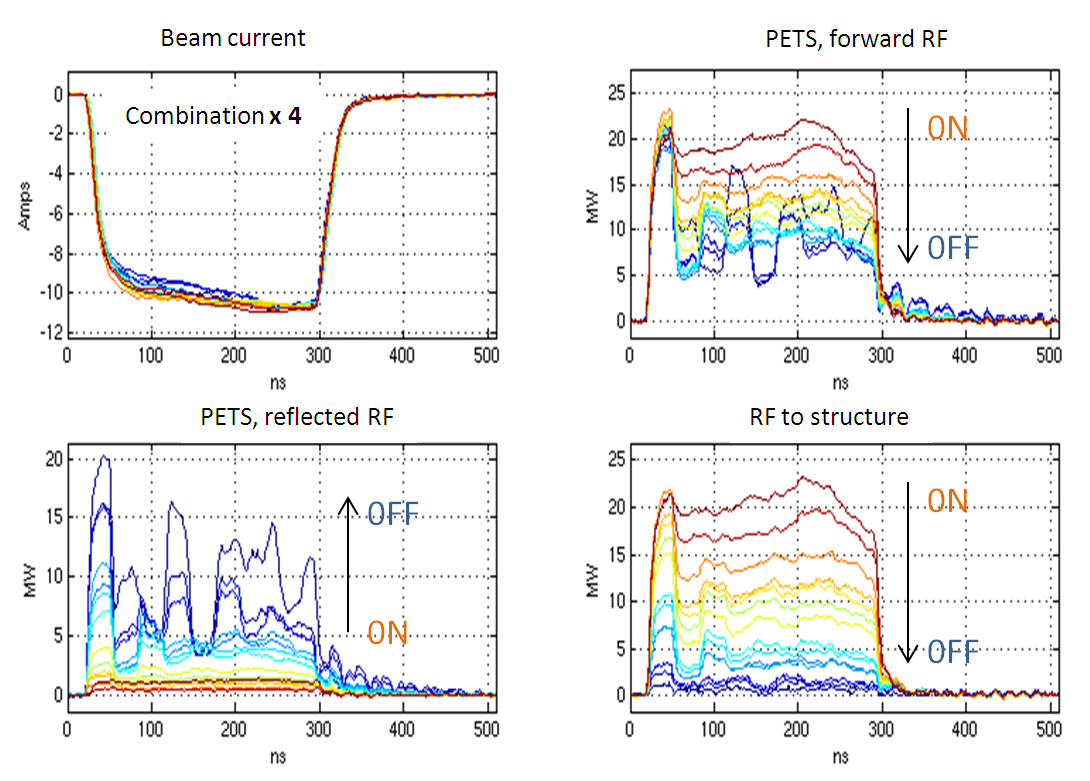 Beam current
PETS, forward RF
Combination x 4
0
-2
-4
-6
-8
-10
-12
Amps
0 100 200 300 400 500
ns
25
20
15
10
5
0
MW
ON
OFF
0 100 200 300 400 500
ns
PETS, reflected RF
RF to structure
20
15
10
5
0
MW
OFF
ON
0 100 200 300 400 500
ns
25
20
15
10
5
0
MW
ON
OFF
0 100 200 300 400 500
ns